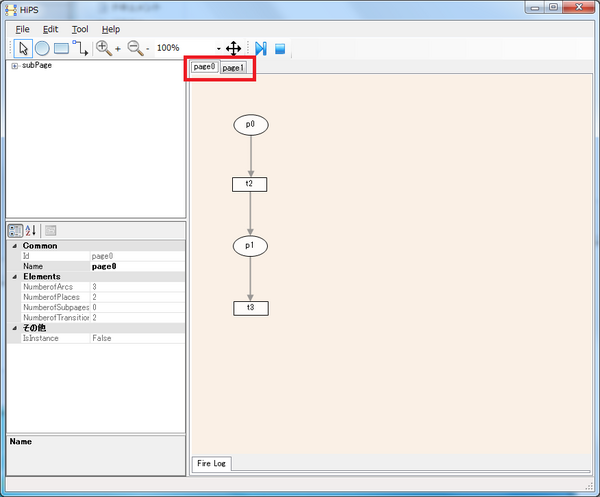 HiPS
File Edit Tool Help
+ - 100%
subPage
page0 page1
p0
t2
p1
t3
Common
Id page0
Name page0
Elements
NumberofArcs 3
NumberofPlaces 2
NumberofSubpages 0
NumberofTransition 2
その他
IsInstance False
Name
Fire Log